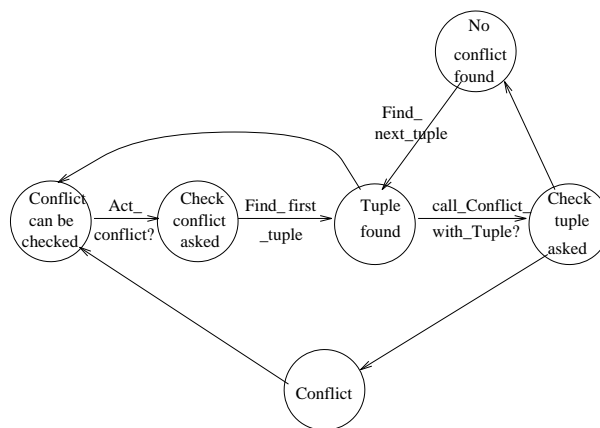 No
conflict
found
Find_
next_tuple
Conflict
can be
checked
Act_
conflict?
Check
conflict
asked
Find_first
_tuple
Tuple
found
call_Conflict_
with_Tuple?
Check
tuple
asked
Conflict